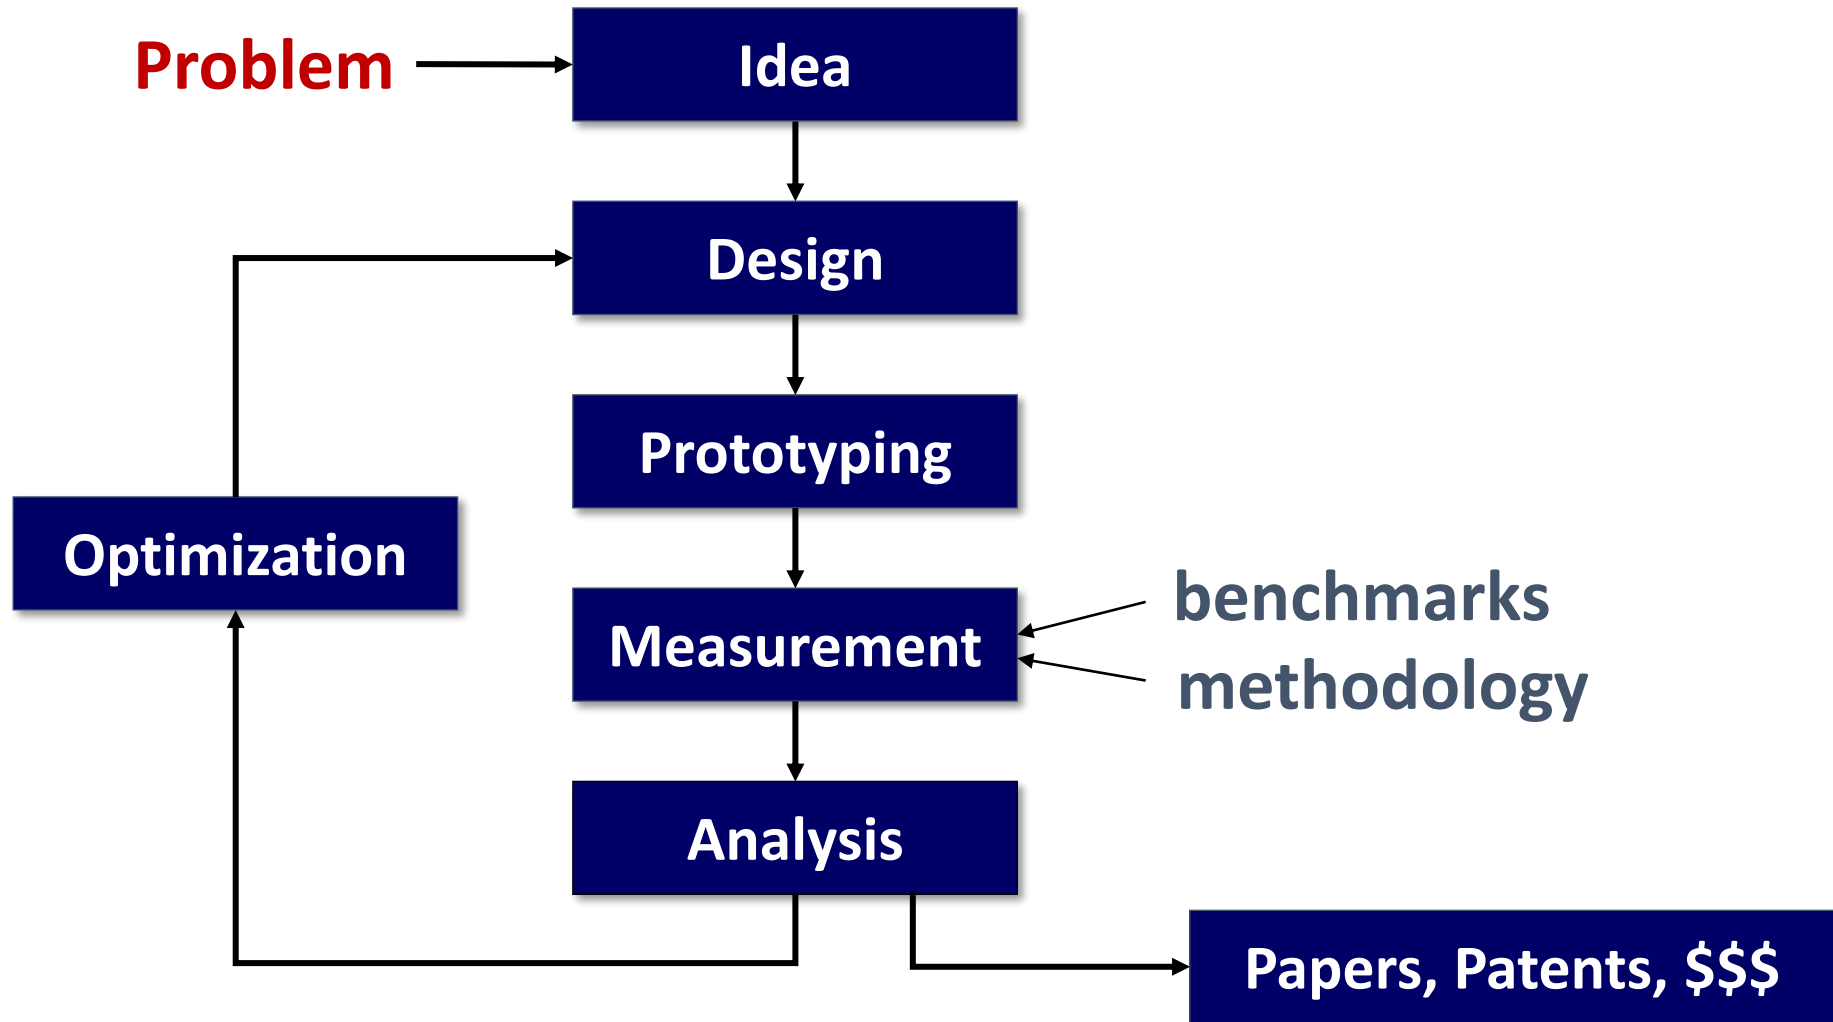 Problem
Idea
Design
Prototyping
Optimization
Measurement
benchmarks
methodology
Analysis
Papers, Patents, $$$